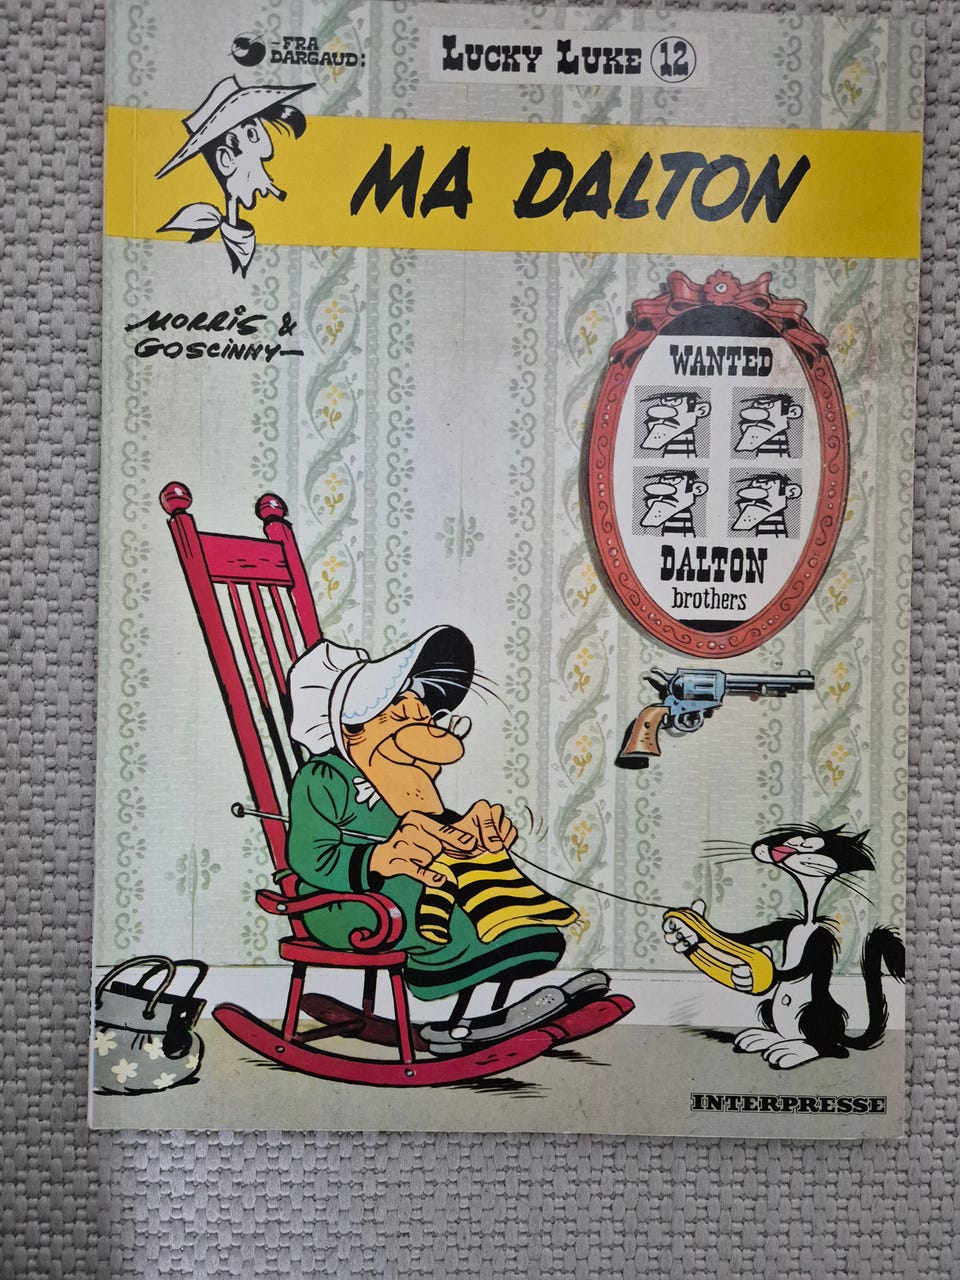 -FRA
DARGAUD:
LUCKY LUKE 12
MA DALTON
MORRIS &
GOSCINNY-
WANTED
DALTON
brothers
INTERPRESSE